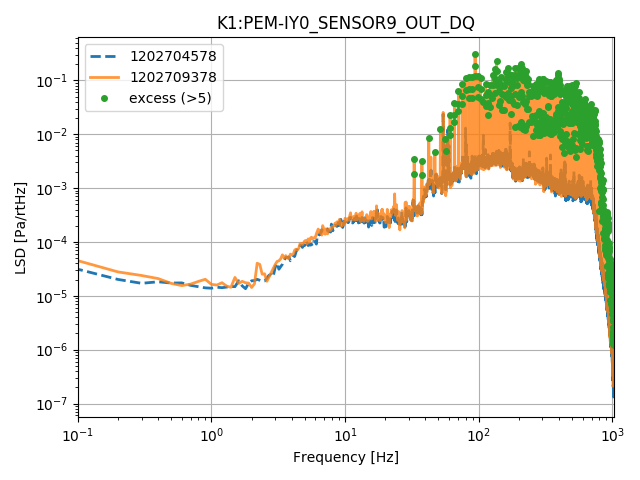 K1:PEM-IY0_SENSOR9_OUT_DQ
1202704578
1202709378
excess (>5)
LSD [Pa/rtHz]
10⁻¹
10⁻²
10⁻³
10⁻⁴
10⁻⁵
10⁻⁶
10⁻⁷
10⁻¹ 10⁰ 10¹ 10² 10³
Frequency [Hz]